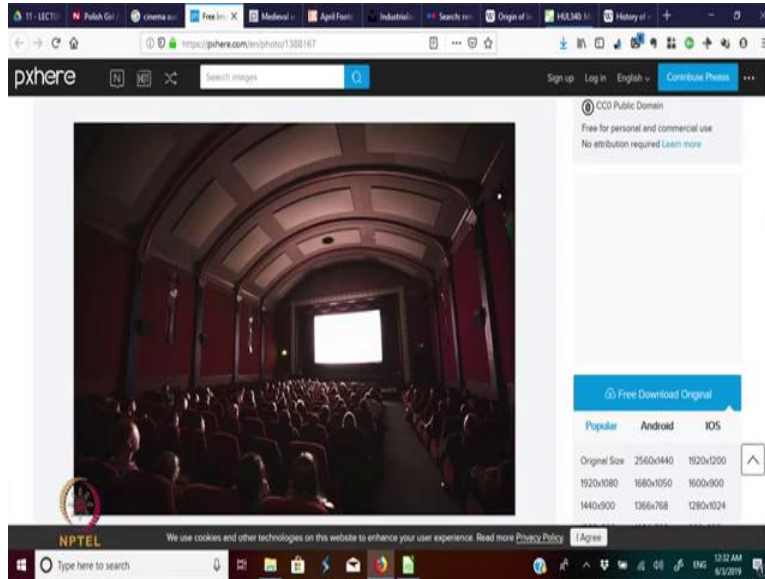 11 - LECTU
Polish Girl /
cinema aud
Free Im
Medieval
April Footb
Industriali
Search: ren
Origin of
HUL340
History of
https://pxhere.com/en/photo/1388167
pxhere
N
HOT
Search images
Sign up
Log in
English
Contribute Photos
CC0 Public Domain
Free for personal and commercial use
No attribution required Learn more
Free Download Original
Popular Android IOS
Original Size 2560x1440 1920x1200
1920x1080 1680x1050 1600x900
1440x900 1366x768 1280x1024
NPTEL
We use cookies and other technologies on this website to enhance your user experience. Read more Privacy Policy
I Agree
Type here to search
ENG
12:32 AM
6/3/2019